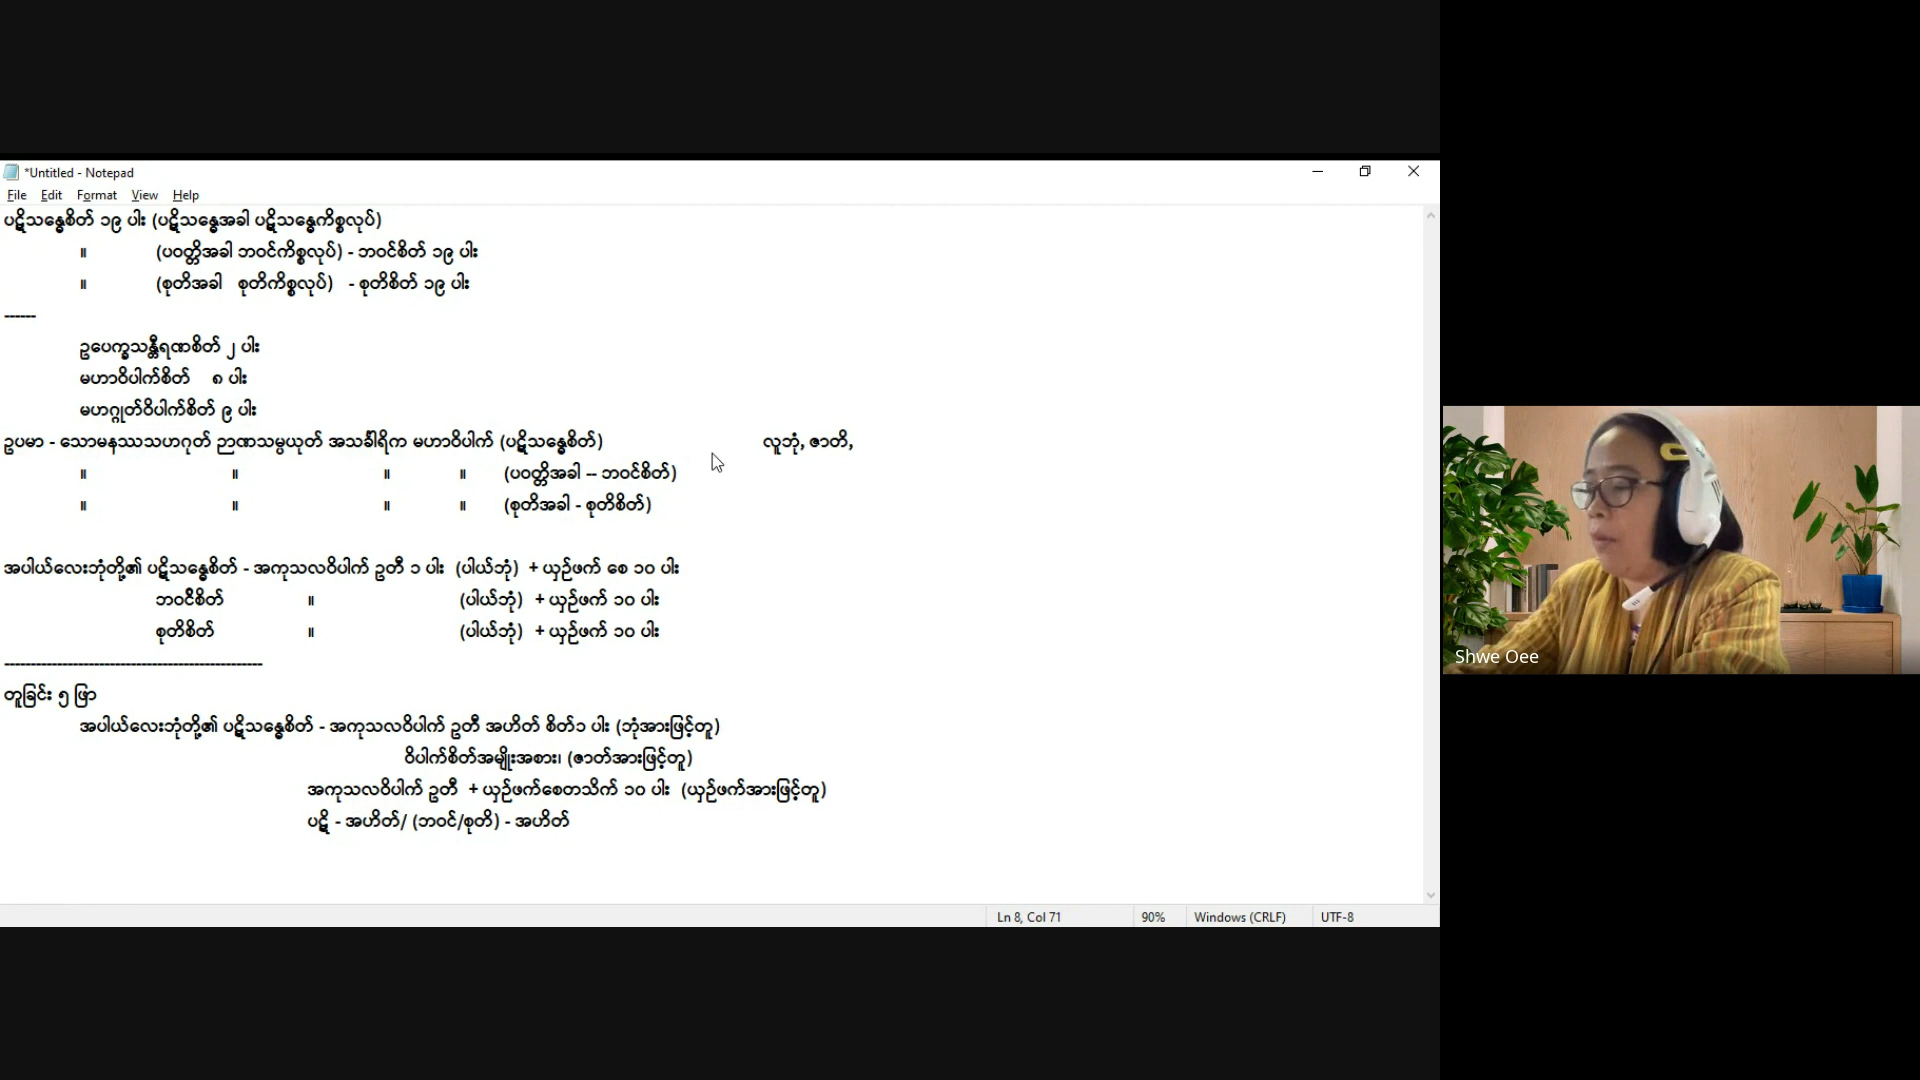 *Untitled - Notepad
File Edit Format View Help
ပဋိသန္ဓေစိတ် ၁၉ ပါး (ပဋိသန္ဓေအခါ ပဋိသန္ဓေကိစ္စလုပ်)
။ (ပဝတ္တိအခါ ဘဝင်ကိစ္စလုပ်) - ဘဝင်စိတ် ၁၉ ပါး
။ (စုတိအခါ စုတိကိစ္စလုပ်) - စုတိစိတ် ၁၉ ပါး
------
ဥပေက္ခသန္တီရဏစိတ် ၂ ပါး
မဟာဝိပါက်စိတ် ၈ ပါး
မဟဂ္ဂုတ်ဝိပါက်စိတ် ၉ ပါး
ဥပမာ - သောမနဿသဟဂုတ် ဉာဏသမ္ပယုတ် အသင်္ခါရိက မဟာဝိပါက် (ပဋိသန္ဓေစိတ်) လူဘုံ, ဇာတိ,
။ ။ ။ ။ (ပဝတ္တိအခါ -- ဘဝင်စိတ်)
။ ။ ။ ။ (စုတိအခါ - စုတိစိတ်)
အပါယ်လေးဘုံတို့၏ ပဋိသန္ဓေစိတ် - အကုသလဝိပါက် ဥတီ ၁ ပါး (ပါယ်ဘုံ) + ယှဉ်ဖက် စေ ၁၀ ပါး
ဘဝင်စိတ် ။ (ပါယ်ဘုံ) + ယှဉ်ဖက် ၁၀ ပါး
စုတိစိတ် ။ (ပါယ်ဘုံ) + ယှဉ်ဖက် ၁၀ ပါး
-------------------------------------------------
တူခြင်း ၅ ဖြာ
အပါယ်လေးဘုံတို့၏ ပဋိသန္ဓေစိတ် - အကုသလဝိပါက် ဥတီ အဟိတ် စိတ်၁ ပါး (ဘုံအားဖြင့်တူ)
ဝိပါက်စိတ်အမျိုးအစား၊ (ဇာတ်အားဖြင့်တူ)
အကုသလဝိပါက် ဥတီ + ယှဉ်ဖက်စေတသိက် ၁၀ ပါး (ယှဉ်ဖက်အားဖြင့်တူ)
ပဋိ - အဟိတ်/ (ဘဝင်/စုတိ) - အဟိတ်
Ln 8, Col 71 90% Windows (CRLF) UTF-8
Shwe Oee